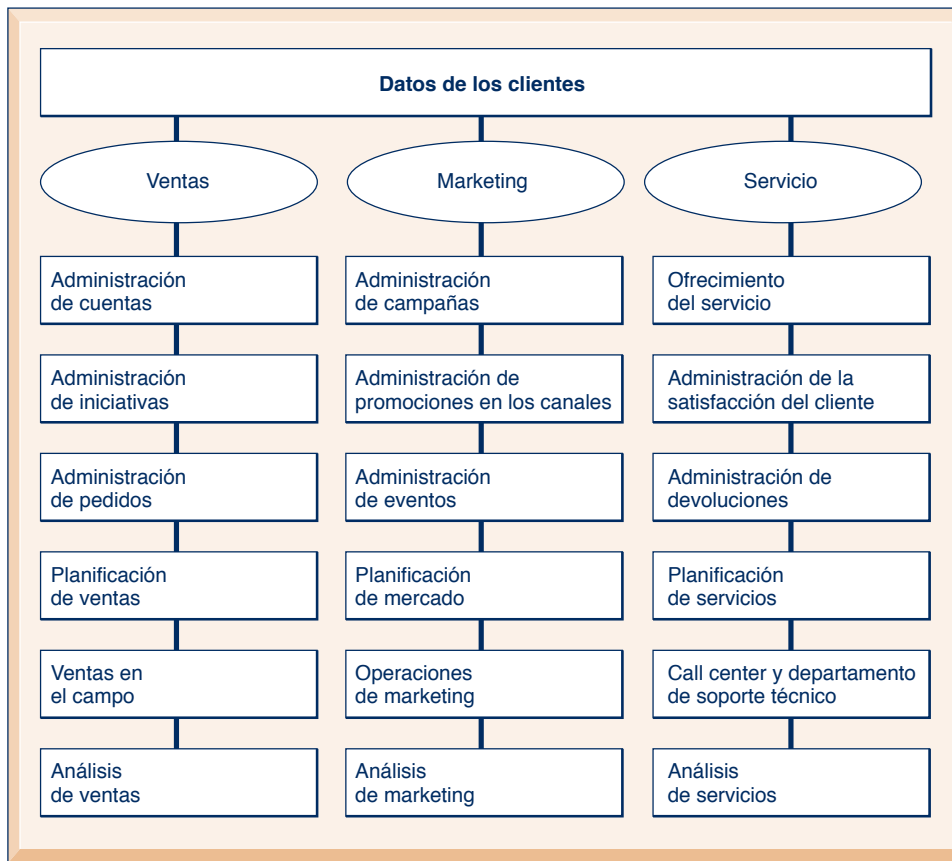 Datos de los clientes
Ventas
Administración
de cuentas
Administración
de iniciativas
Administración
de pedidos
Planificación
de ventas
Ventas en
el campo
Análisis
de ventas
Marketing
Administración
de campañas
Administración de
promociones en los canales
Administración
de eventos
Planificación
de mercado
Operaciones
de marketing
Análisis
de marketing
Servicio
Ofrecimiento
del servicio
Administración de la
satisfacción del cliente
Administración de
devoluciones
Planificación
de servicios
Call center y departamento
de soporte técnico
Análisis
de servicios